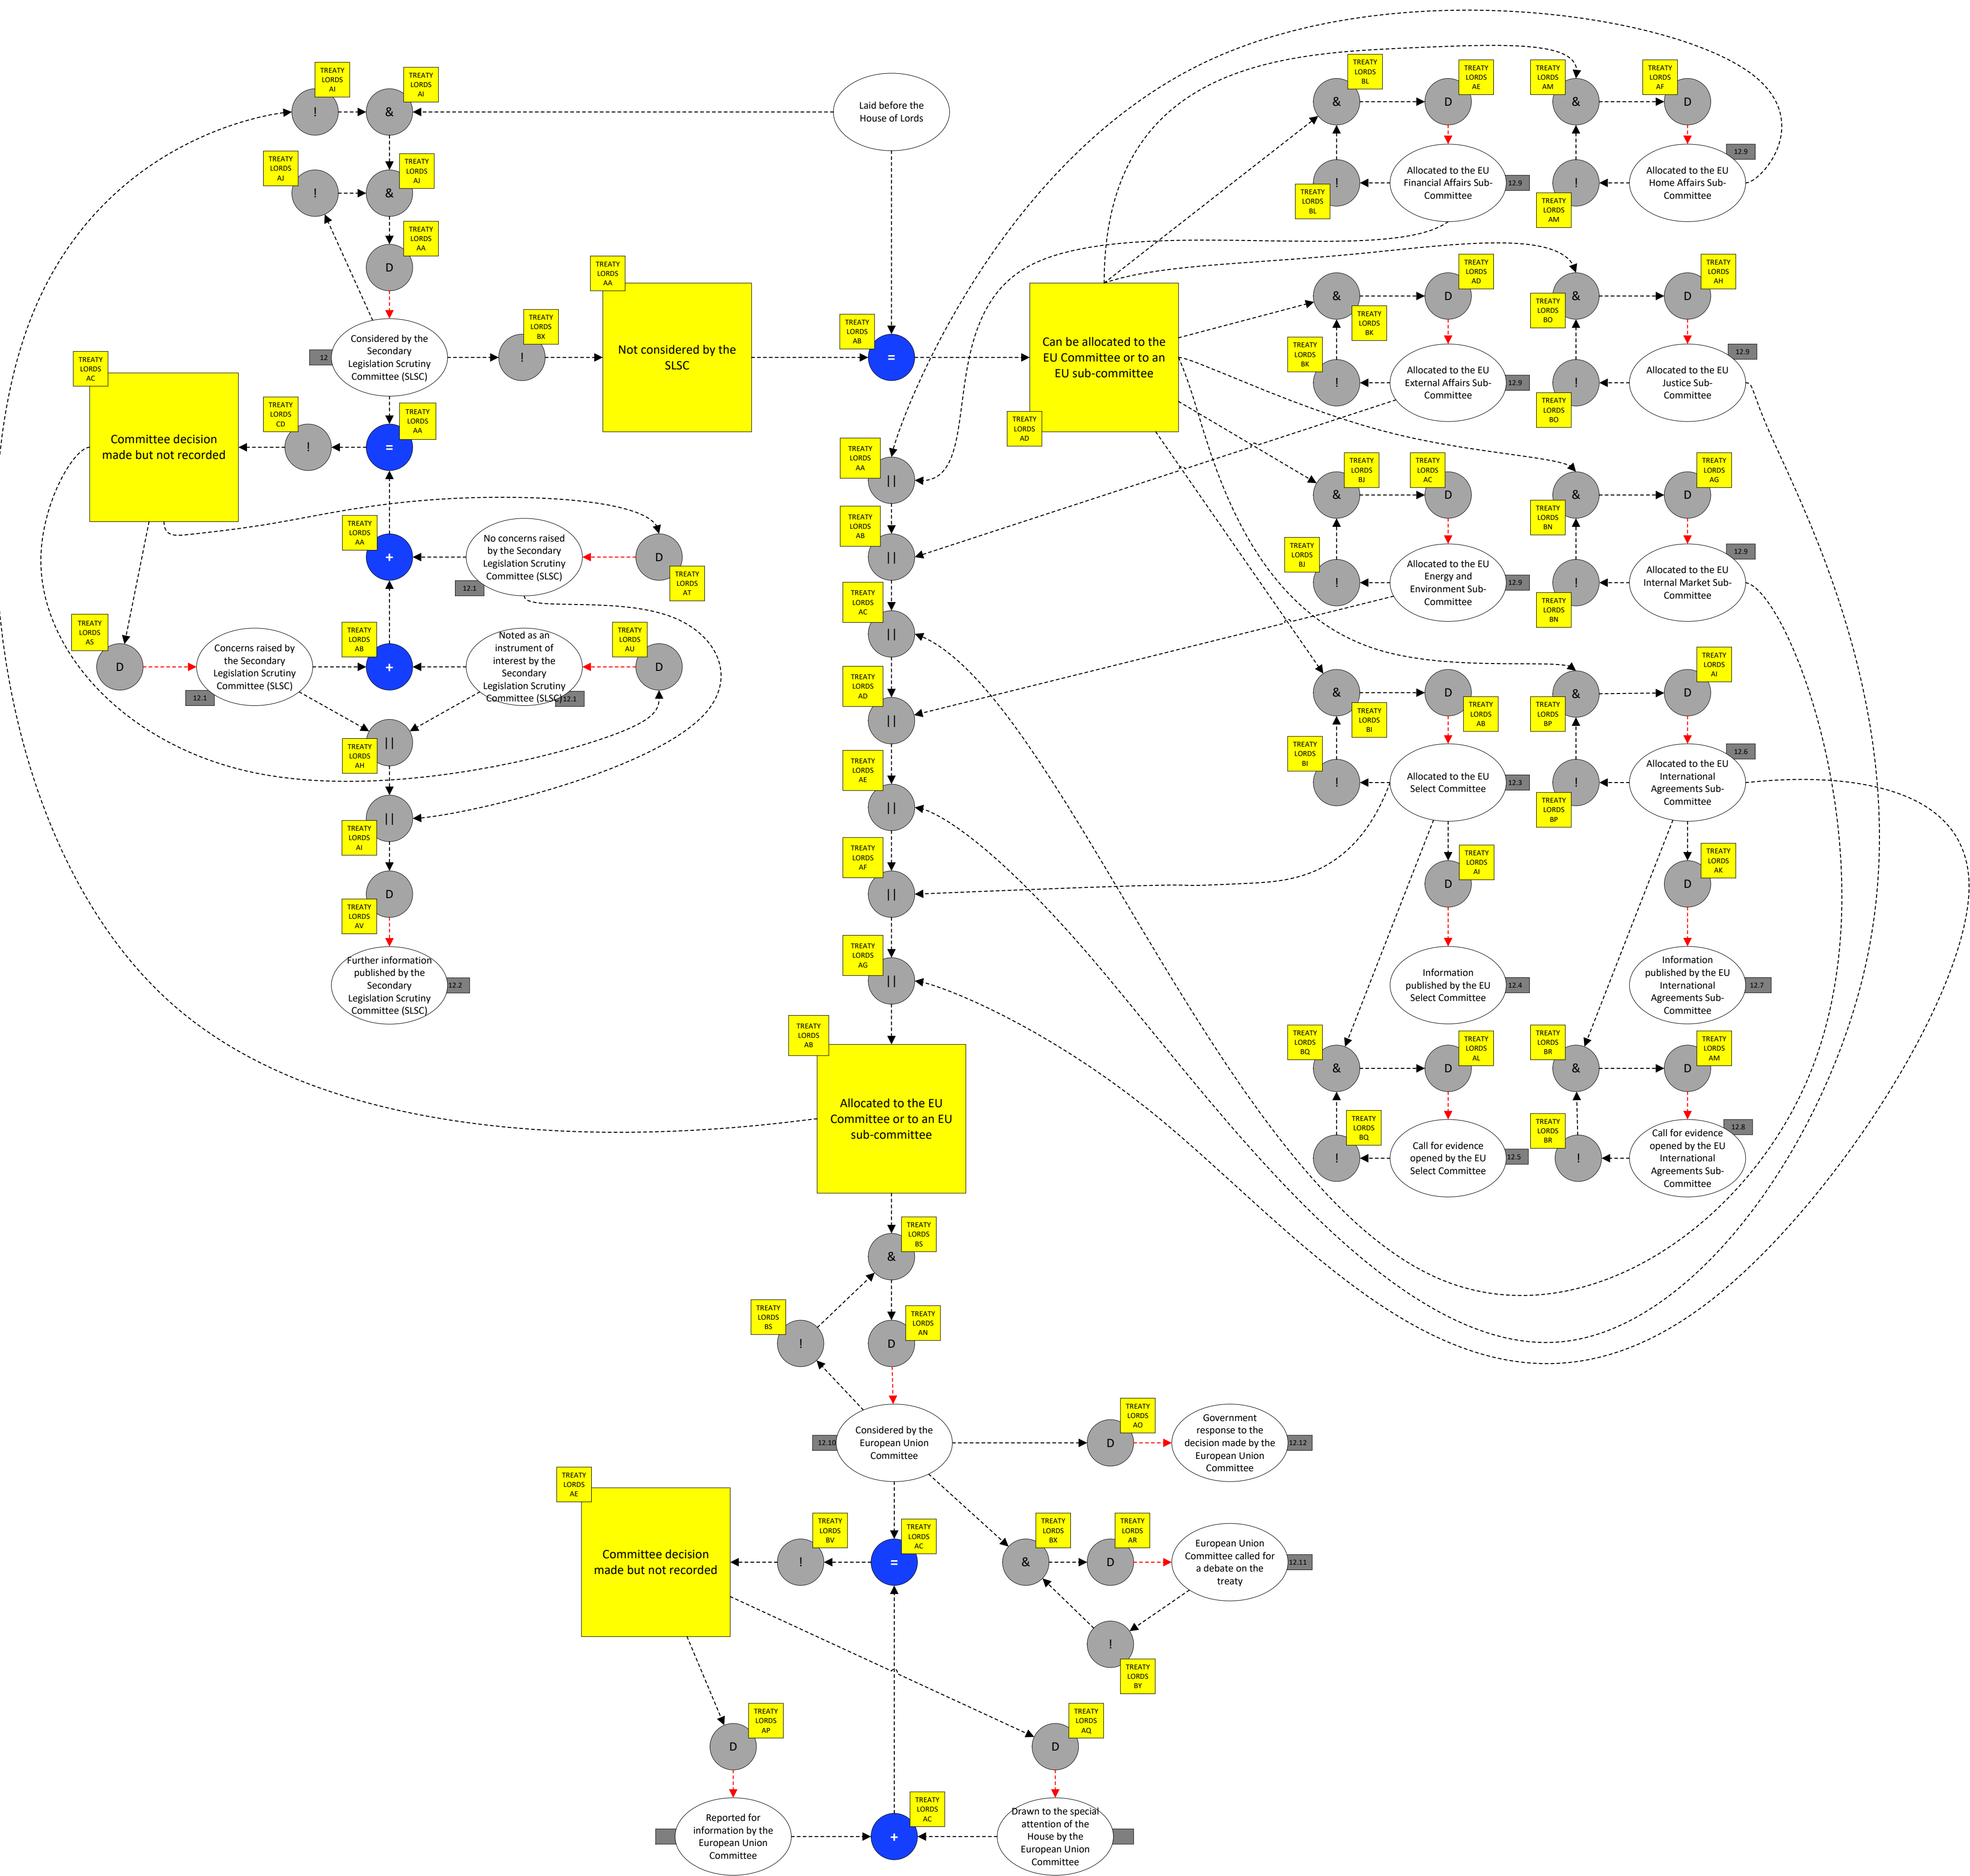 TREATY
LORDS
AI
!
TREATY
LORDS
AI
&
TREATY
LORDS
AJ
!
TREATY
LORDS
AJ
&
TREATY
LORDS
AA
D
Laid before the
House of Lords
Considered by the
Secondary
Legislation Scrutiny
Committee (SLSC)
12
TREATY
LORDS
BX
!
TREATY
LORDS
AA
Not considered by the
SLSC
TREATY
LORDS
AB
=
Can be allocated to the
EU Committee or to an
EU sub-committee
TREATY
LORDS
AD
TREATY
LORDS
AC
Committee decision
made but not recorded
TREATY
LORDS
CD
!
TREATY
LORDS
AA
=
TREATY
LORDS
AA
+
No concerns raised
by the Secondary
Legislation Scrutiny
Committee (SLSC)
12.1
D
TREATY
LORDS
AT
TREATY
LORDS
AS
D
Concerns raised by
the Secondary
Legislation Scrutiny
Committee (SLSC)
12.1
TREATY
LORDS
AB
+
Noted as an
instrument of
interest by the
Secondary
Legislation Scrutiny
Committee (SLSC)
12.1
TREATY
LORDS
AU
D
||
TREATY
LORDS
AH
||
TREATY
LORDS
AI
D
TREATY
LORDS
AV
Further information
published by the
Secondary
Legislation Scrutiny
Committee (SLSC)
12.2
TREATY
LORDS
AA
||
TREATY
LORDS
AB
||
TREATY
LORDS
AC
||
TREATY
LORDS
AD
||
TREATY
LORDS
AE
||
TREATY
LORDS
AF
||
TREATY
LORDS
AG
||
TREATY
LORDS
AB
Allocated to the EU
Committee or to an EU
sub-committee
TREATY
LORDS
BL
&
TREATY
LORDS
AE
D
TREATY
LORDS
BL
!
Allocated to the EU
Financial Affairs Sub-
Committee
12.9
TREATY
LORDS
AM
&
TREATY
LORDS
AF
D
!
TREATY
LORDS
AM
Allocated to the EU
Home Affairs Sub-
Committee
12.9
&
TREATY
LORDS
BK
TREATY
LORDS
AD
D
TREATY
LORDS
BK
!
Allocated to the EU
External Affairs Sub-
Committee
12.9
&
TREATY
LORDS
BO
TREATY
LORDS
AH
D
!
TREATY
LORDS
BO
Allocated to the EU
Justice Sub-
Committee
12.9
TREATY
LORDS
BJ
&
TREATY
LORDS
AC
D
TREATY
LORDS
BJ
!
Allocated to the EU
Energy and
Environment Sub-
Committee
12.9
&
TREATY
LORDS
BN
TREATY
LORDS
AG
D
!
TREATY
LORDS
BN
Allocated to the EU
Internal Market Sub-
Committee
12.9
&
TREATY
LORDS
BI
D
TREATY
LORDS
AB
TREATY
LORDS
BI
!
Allocated to the EU
Select Committee
12.3
&
TREATY
LORDS
BP
TREATY
LORDS
AI
D
!
TREATY
LORDS
BP
Allocated to the EU
International
Agreements Sub-
Committee
12.6
TREATY
LORDS
AI
D
Information
published by the EU
Select Committee
12.4
TREATY
LORDS
AK
D
Information
published by the EU
International
Agreements Sub-
Committee
12.7
TREATY
LORDS
BQ
&
TREATY
LORDS
AL
D
TREATY
LORDS
BQ
!
Call for evidence
opened by the EU
Select Committee
12.5
TREATY
LORDS
BR
&
TREATY
LORDS
AM
D
TREATY
LORDS
BR
!
Call for evidence
opened by the EU
International
Agreements Sub-
Committee
12.8
TREATY
LORDS
BS
&
TREATY
LORDS
BS
!
TREATY
LORDS
AN
D
Considered by the
European Union
Committee
12.10
TREATY
LORDS
AO
D
Government
response to the
decision made by the
European Union
Committee
12.12
TREATY
LORDS
AE
Committee decision
made but not recorded
TREATY
LORDS
BV
!
TREATY
LORDS
AC
=
TREATY
LORDS
BX
&
TREATY
LORDS
AR
D
European Union
Committee called for
a debate on the
treaty
12.11
!
TREATY
LORDS
BY
TREATY
LORDS
AP
D
TREATY
LORDS
AQ
D
Reported for
information by the
European Union
Committee
TREATY
LORDS
AC
+
Drawn to the special
attention of the
House by the
European Union
Committee